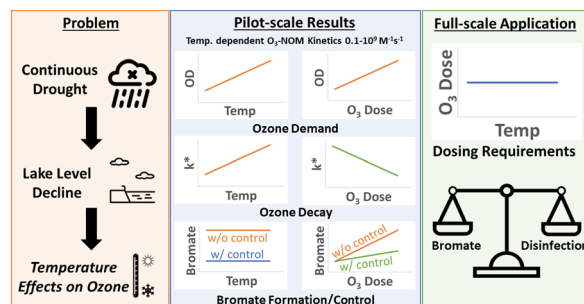 Problem
Continuous
Drought
Lake Level
Decline
Temperature
Effects on Ozone
Pilot-scale Results
Temp. dependent O₃-NOM Kinetics 0.1-10⁹ M⁻¹s⁻¹
OD
Temp
OD
O₃ Dose
Ozone Demand
k*
Temp
k*
O₃ Dose
Ozone Decay
Bromate
w/o control
w/ control
Temp
Bromate
w/o control
w/ control
O₃ Dose
Bromate Formation/Control
Full-scale Application
O₃ Dose
Temp
Dosing Requirements
Bromate
Disinfection